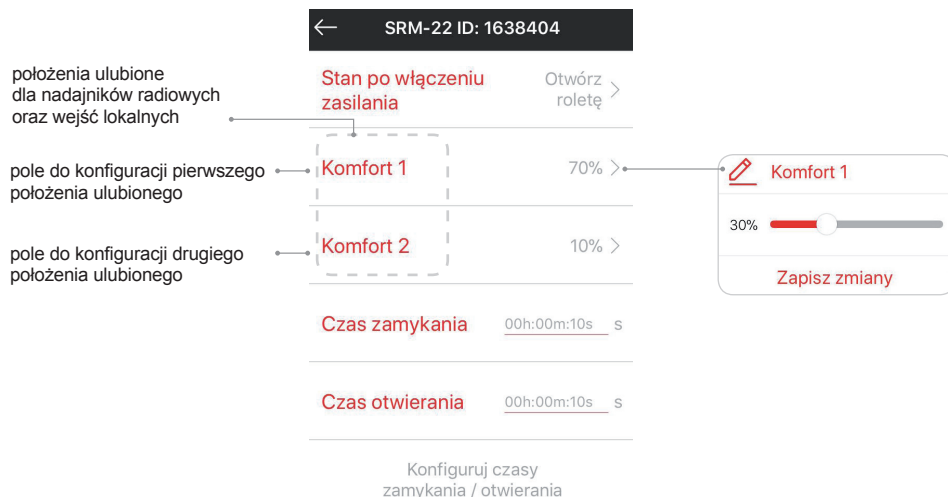 SRM-22 ID: 1638404
położenia ulubione
dla nadajników radiowych
oraz wejść lokalnych
Stan po włączeniu
zasilania
Otwórz
roletę
pole do konfiguracji pierwszego
położenia ulubionego
Komfort 1
70%
pole do konfiguracji drugiego
położenia ulubionego
Komfort 2
10%
Komfort 1
30%
Zapisz zmiany
Czas zamykania
00h:00m:10s s
Czas otwierania
00h:00m:10s s
Konfiguruj czasy
zamykania / otwierania